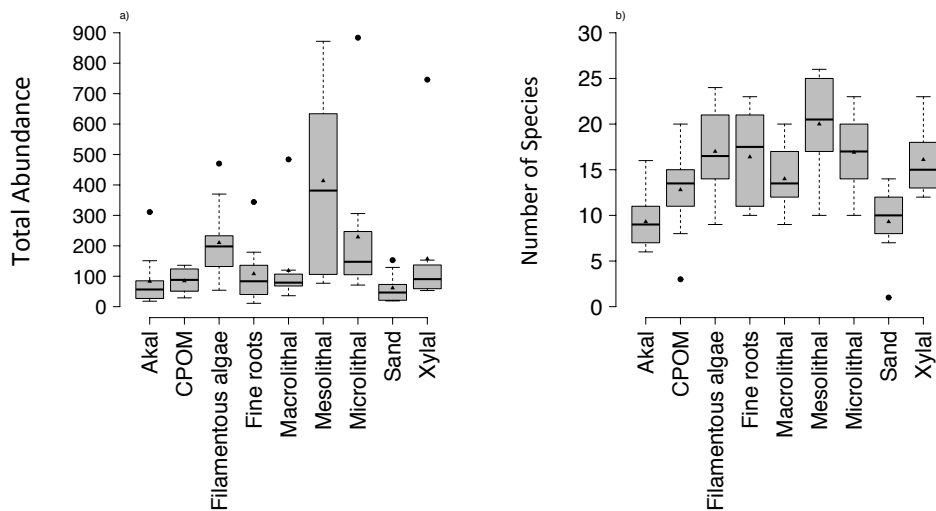 a)
Total Abundance
900
800
700
600
500
400
300
200
100
0
Akal
CPOM
Filamentous algae
Fine roots
Macrolithal
Mesolithal
Microlithal
Sand
Xylal
b)
Number of Species
30
25
20
15
10
5
0
Akal
CPOM
Filamentous algae
Fine roots
Macrolithal
Mesolithal
Microlithal
Sand
Xylal